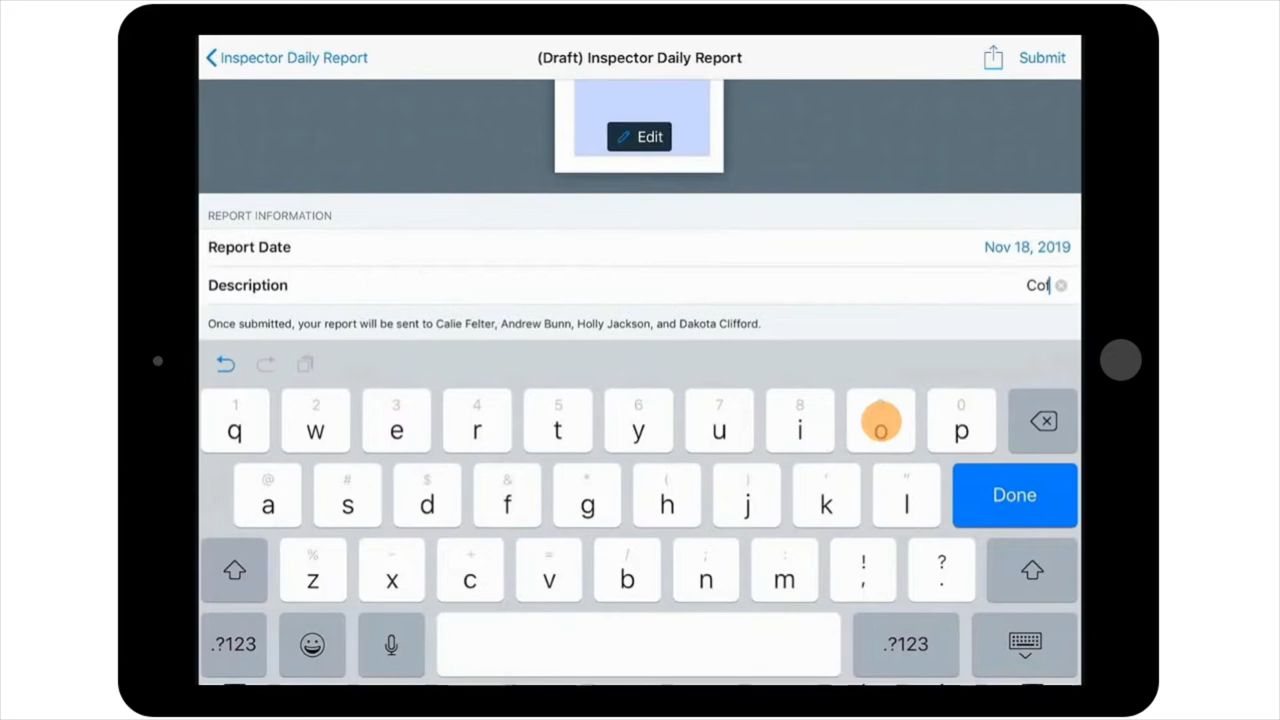 Inspector Daily Report
(Draft) Inspector Daily Report
Submit
Edit
REPORT INFORMATION
Report Date
Nov 18, 2019
Description
Cof
Once submitted, your report will be sent to Calie Felter, Andrew Bunn, Holly Jackson, and Dakota Clifford.
1 2 3 4 5 6 7 8 9 0
q w e r t y u i o p
@ # $ & * ( ) ' "
a s d f g h j k l
Done
% - + = / ; : ! ?
z x c v b n m , .
.?123
.?123